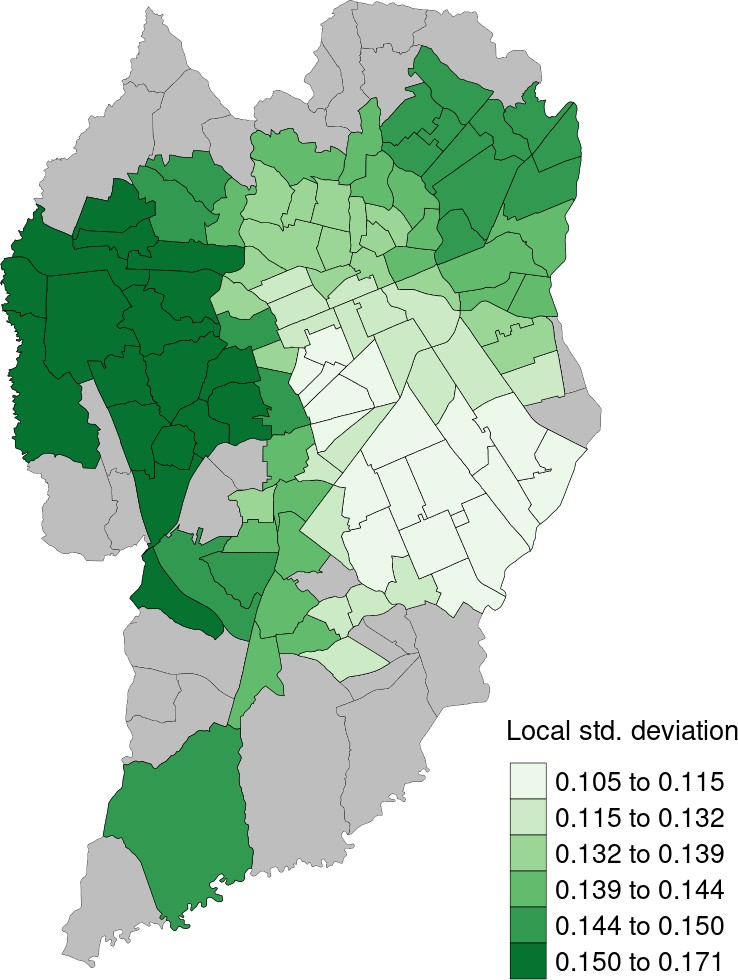 Local std. deviation
0.105 to 0.115
0.115 to 0.132
0.132 to 0.139
0.139 to 0.144
0.144 to 0.150
0.150 to 0.171